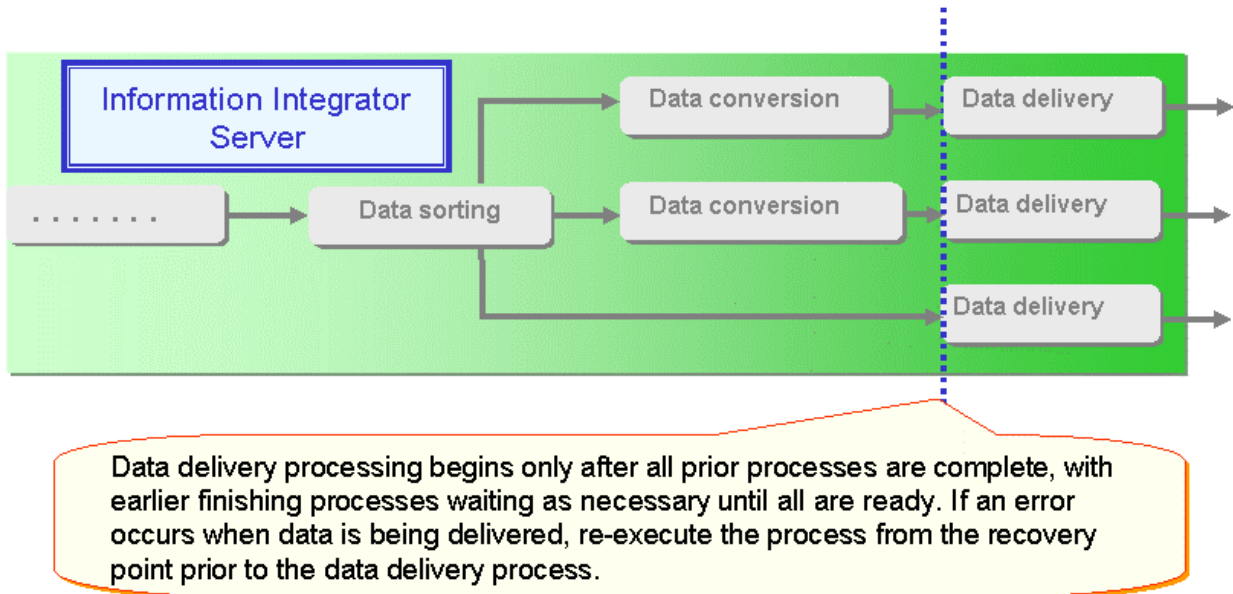 Information Integrator
Server
Data conversion
Data delivery
. . . . . . .
Data sorting
Data conversion
Data delivery
Data delivery
Data delivery processing begins only after all prior processes are complete, with
earlier finishing processes waiting as necessary until all are ready. If an error
occurs when data is being delivered, re-execute the process from the recovery
point prior to the data delivery process.